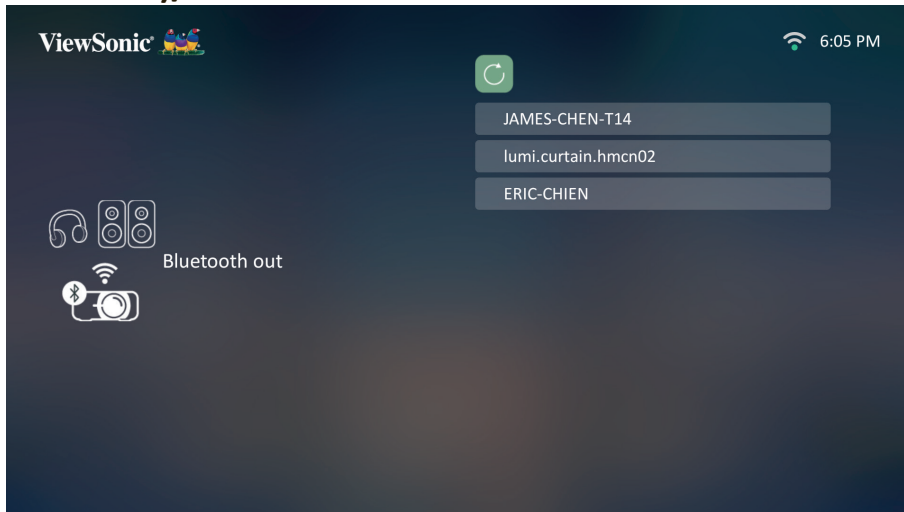 ViewSonic®
6:05 PM
JAMES-CHEN-T14
lumi.curtain.hmcn02
ERIC-CHIEN
Bluetooth out